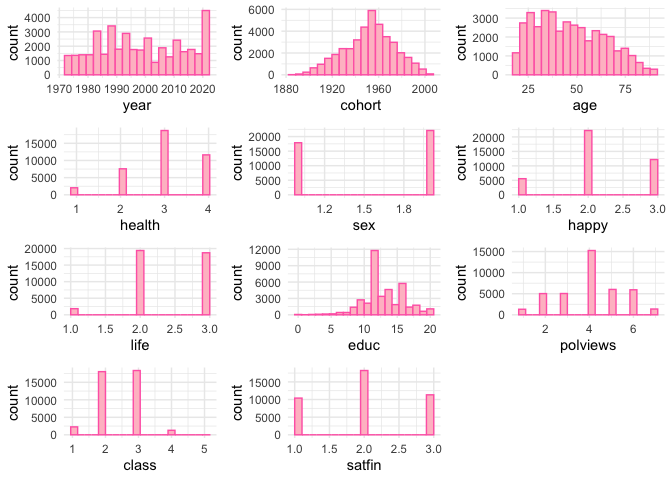 count
4000
3000
2000
1000
0
1970 1980 1990 2000 2010 2020
year
count
6000
4000
2000
0
1880 1920 1960 2000
cohort
count
3000
2000
1000
0
25 50 75
age
count
15000
10000
5000
0
1 2 3 4
health
count
20000
15000
10000
5000
0
1.2 1.5 1.8
sex
count
20000
15000
10000
5000
0
1.0 1.5 2.0 2.5 3.0
happy
count
20000
15000
10000
5000
0
1.0 1.5 2.0 2.5 3.0
life
count
12000
9000
6000
3000
0
0 5 10 15 20
educ
count
15000
10000
5000
0
2 4 6
polviews
count
15000
10000
5000
0
1 2 3 4 5
class
count
15000
10000
5000
0
1.0 1.5 2.0 2.5 3.0
satfin